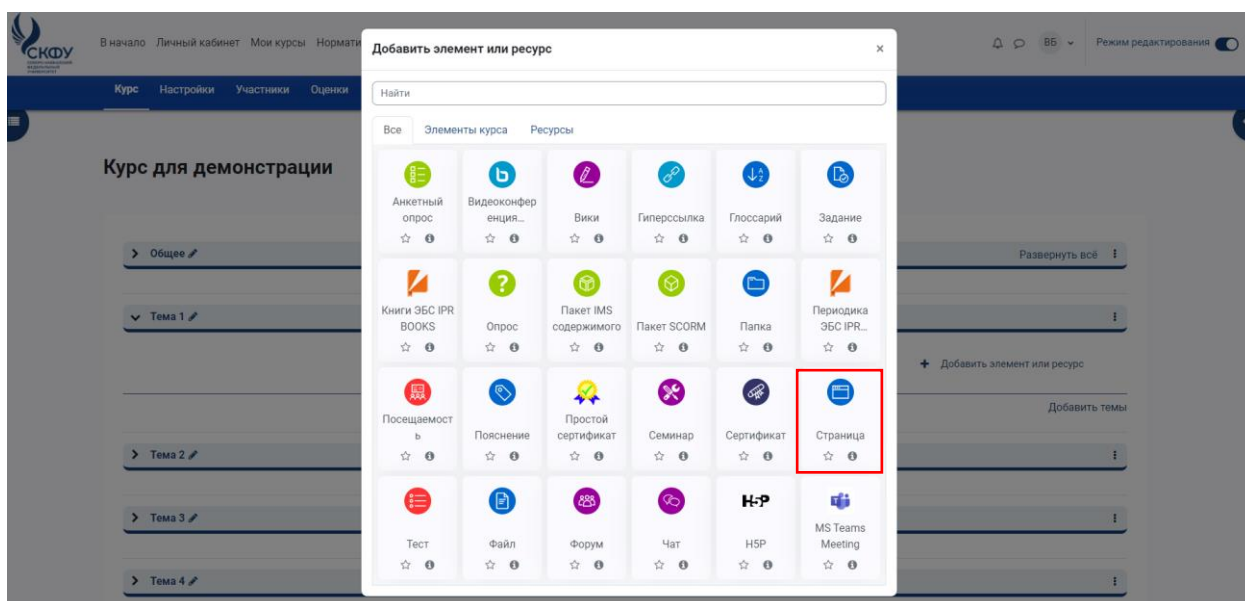 СКФУ
В начало Личный кабинет Мои курсы Нормати
ВБ
Режим редактирования
Курс Настройки Участники Оценки
Добавить элемент или ресурс
×
Найти
Все Элементы курса Ресурсы
Курс для демонстрации
Анкетный опрос
Видеоконфер
енция...
Вики
Гиперссылка
Глоссарий
Задание
Общее
Развернуть всё
Книги ЭБС IPR
BOOKS
Опрос
Пакет IMS
содержимого
Пакет SCORM
Папка
Периодика
ЭБС IPR...
Тема 1
Добавить элемент или ресурс
Посещаемост
ь
Пояснение
Простой
сертификат
Семинар
Сертификат
Страница
Добавить темы
Тема 2
Тест
Файл
Форум
Чат
H5P
H5P
MS Teams
Meeting
Тема 3
Тема 4